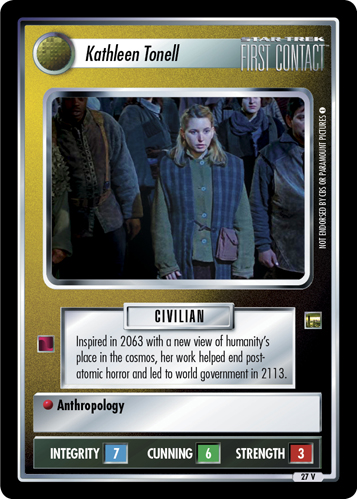 Kathleen Tonell
STAR TREK
FIRST CONTACT
NOT ENDORSED BY CBS OR PARAMOUNT PICTURES
CIVILIAN
Inspired in 2063 with a new view of humanity's
place in the cosmos, her work helped end post-
atomic horror and led to world government in 2113.
Anthropology
INTEGRITY 7 CUNNING 6 STRENGTH 3
27 V